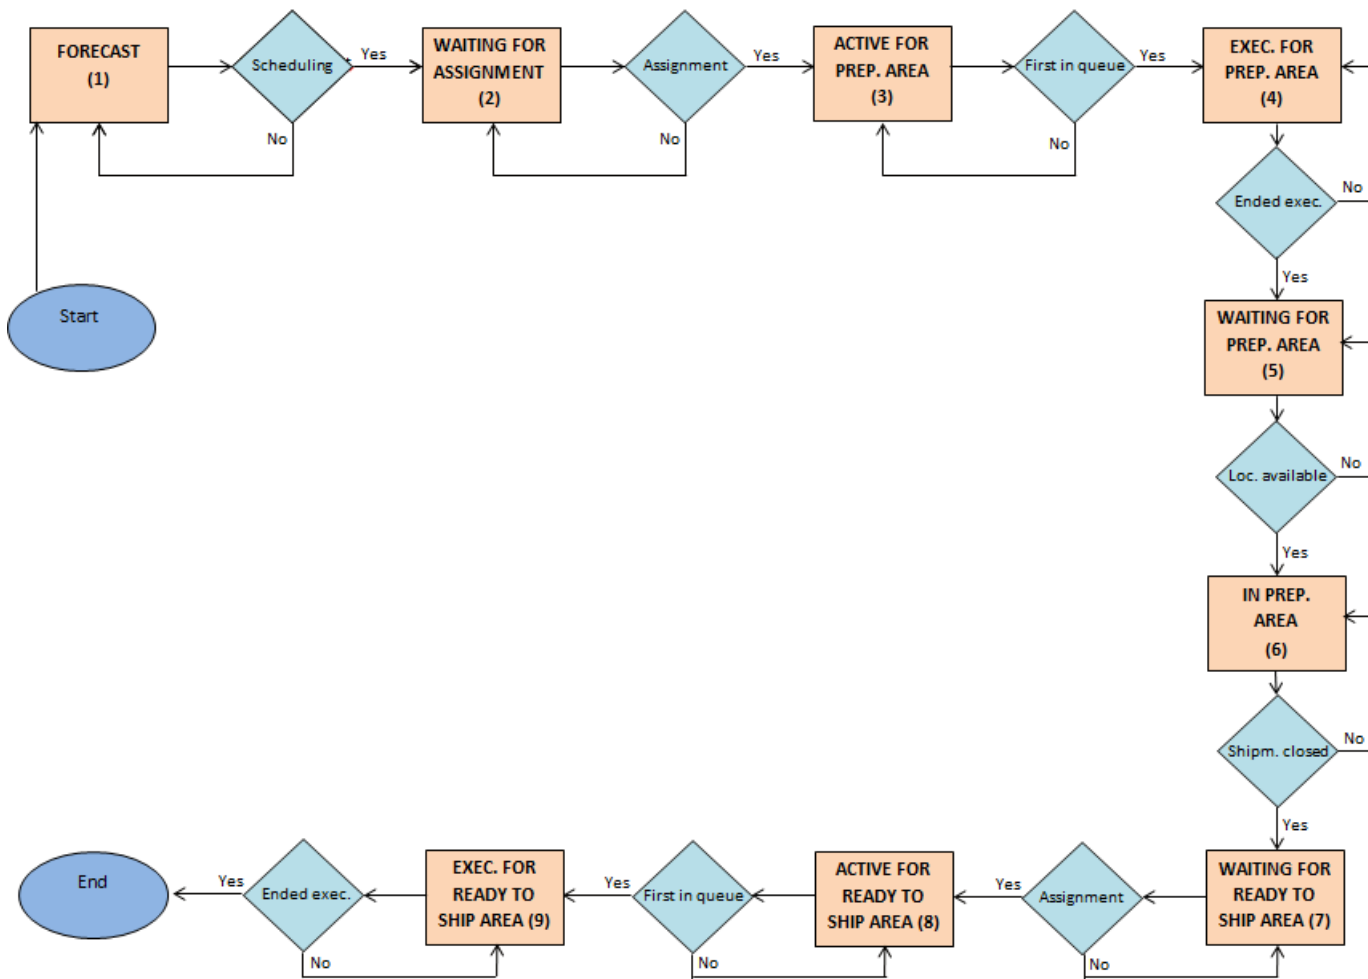 FORECAST
(1)
Scheduling
Yes
No
WAITING FOR
ASSIGNMENT
(2)
Assignment
Yes
No
ACTIVE FOR
PREP. AREA
(3)
First in queue
Yes
No
EXEC. FOR
PREP. AREA
(4)
Ended exec.
No
Yes
Start
WAITING FOR
PREP. AREA
(5)
Loc. available
No
Yes
IN PREP.
AREA
(6)
Shipm. closed
No
Yes
WAITING FOR
READY TO
SHIP AREA (7)
Assignment
Yes
No
ACTIVE FOR
READY TO
SHIP AREA (8)
First in queue
Yes
No
EXEC. FOR
READY TO
SHIP AREA (9)
Ended exec.
Yes
No
End